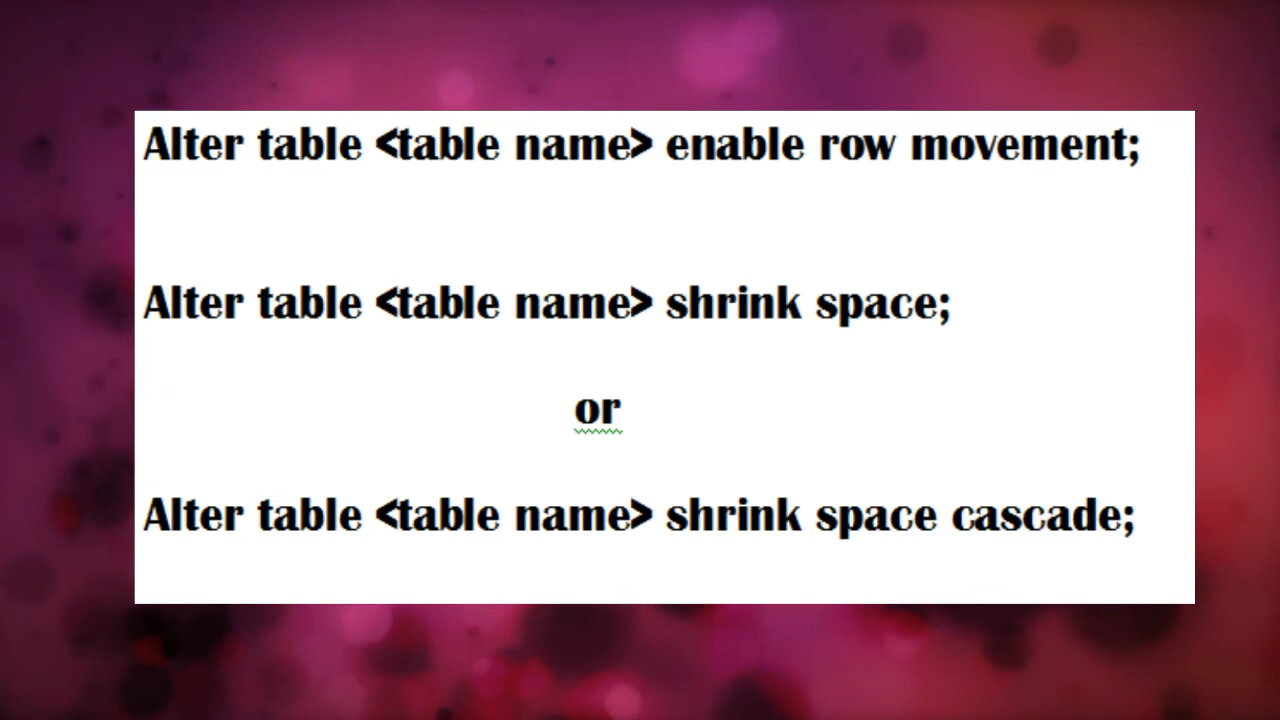 Alter table <table name> enable row movement;
Alter table <table name> shrink space;
or
Alter table <table name> shrink space cascade;